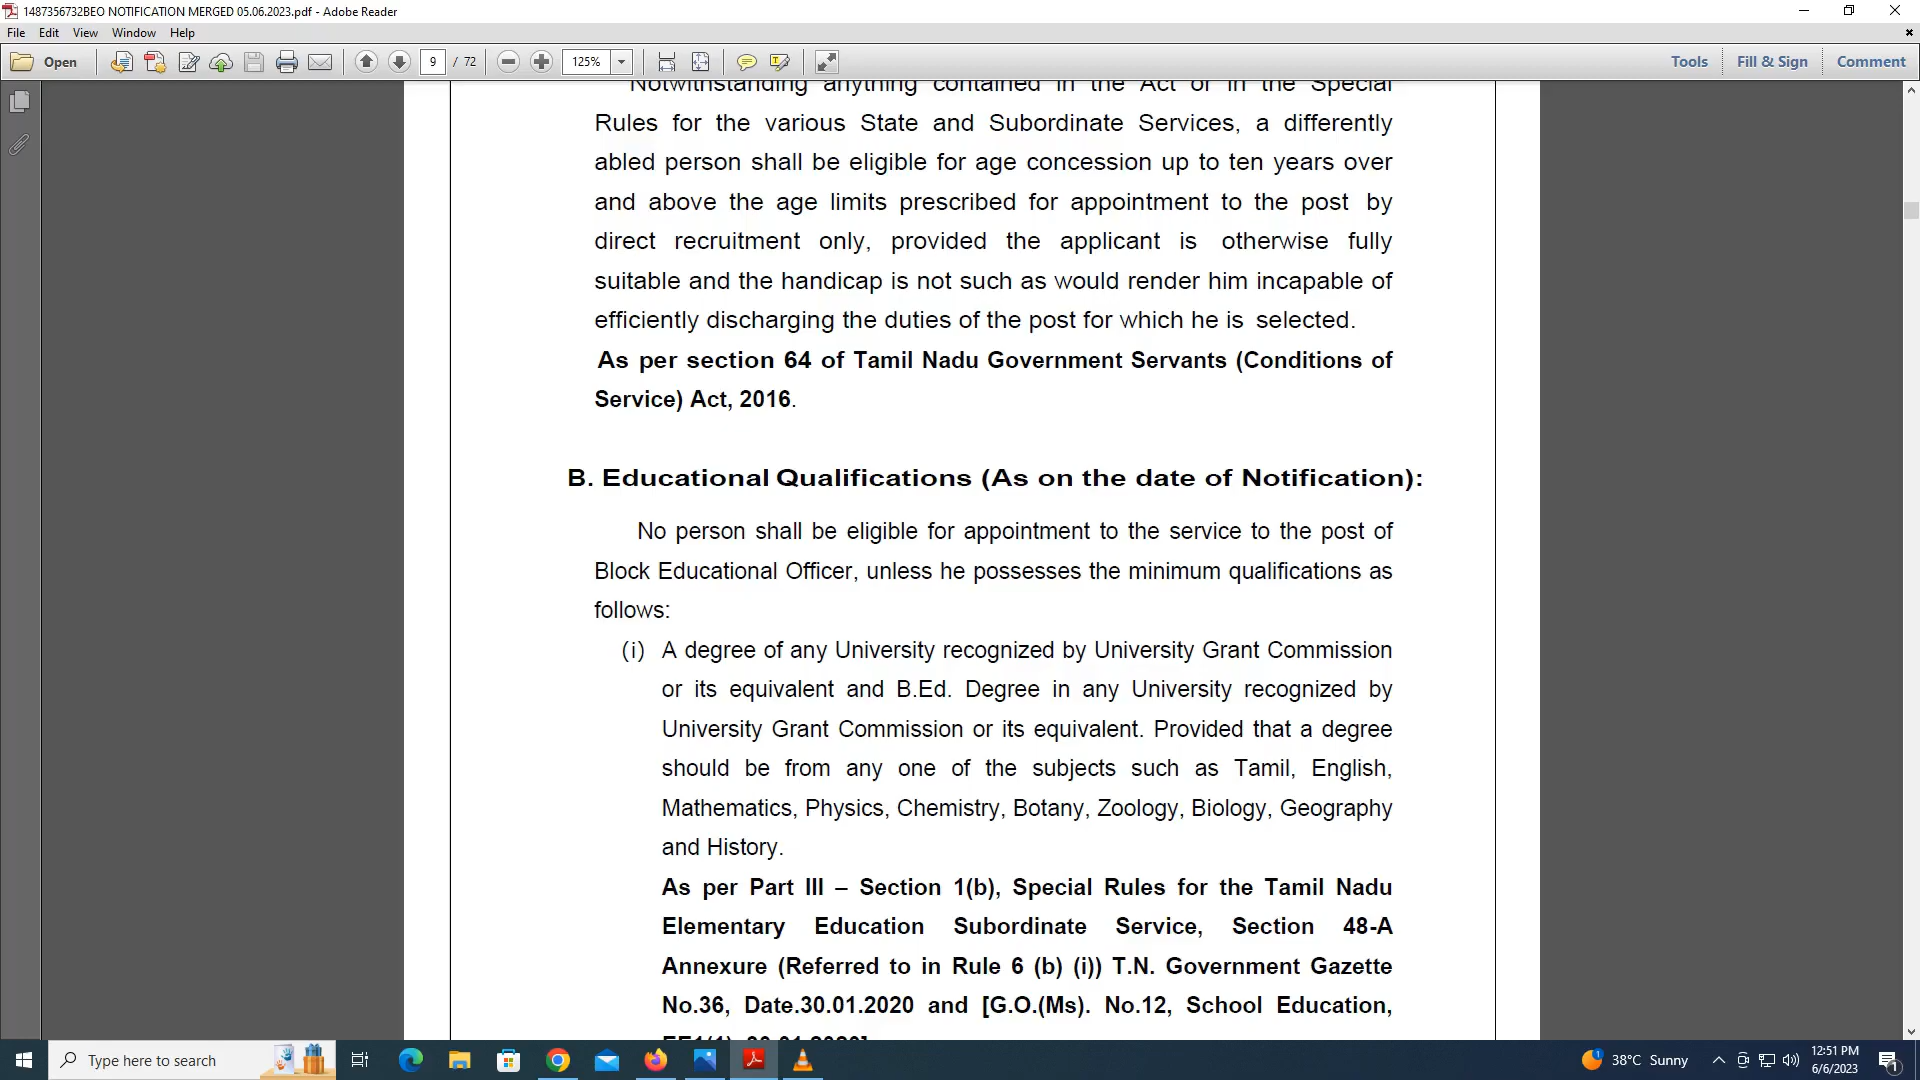 1487356732BEO NOTIFICATION MERGED 05.06.2023.pdf - Adobe Reader
File Edit View Window Help
Open 9 / 72 125% Tools Fill & Sign Comment
Notwithstanding anything contained in the Act or in the Special
Rules for the various State and Subordinate Services, a differently
abled person shall be eligible for age concession up to ten years over
and above the age limits prescribed for appointment to the post by
direct recruitment only, provided the applicant is otherwise fully
suitable and the handicap is not such as would render him incapable of
efficiently discharging the duties of the post for which he is selected.
As per section 64 of Tamil Nadu Government Servants (Conditions of
Service) Act, 2016.
B. Educational Qualifications (As on the date of Notification):
No person shall be eligible for appointment to the service to the post of
Block Educational Officer, unless he possesses the minimum qualifications as
follows:
(i) A degree of any University recognized by University Grant Commission
or its equivalent and B.Ed. Degree in any University recognized by
University Grant Commission or its equivalent. Provided that a degree
should be from any one of the subjects such as Tamil, English,
Mathematics, Physics, Chemistry, Botany, Zoology, Biology, Geography
and History.
As per Part III – Section 1(b), Special Rules for the Tamil Nadu
Elementary Education Subordinate Service, Section 48-A
Annexure (Referred to in Rule 6 (b) (i)) T.N. Government Gazette
No.36, Date.30.01.2020 and [G.O.(Ms). No.12, School Education,
Type here to search
38°C Sunny
12:51 PM
6/6/2023